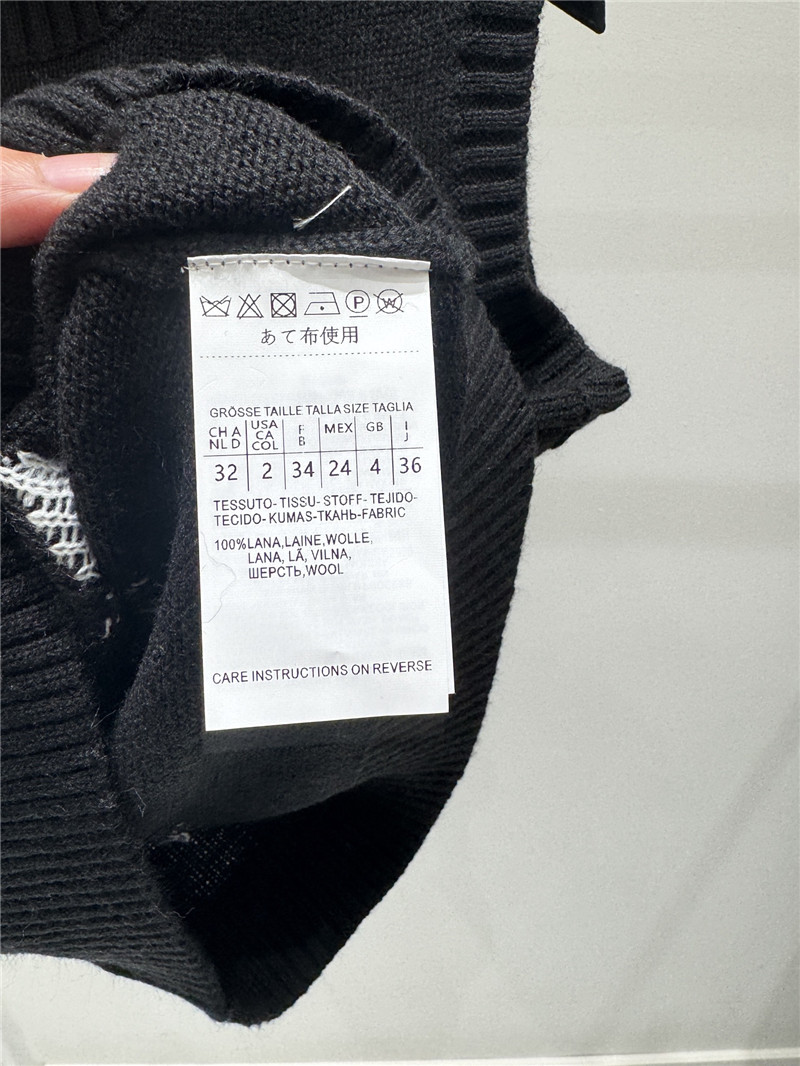 P W
あて布使用
GRÖSSE TAILLE TALLA SIZE TAGLIA
CH A NL D USA CA COL F B MEX GB I J
32 2 34 24 4 36
TESSUTO-TISSU-STOFF-TEJIDO-
TECIDO-KUMAS-ТКАНЬ-FABRIC
100%LANA,LAINE,WOLLE,
LANA, LÃ, VILNA,
ШЕРСТЬ,WOOL
CARE INSTRUCTIONS ON REVERSE